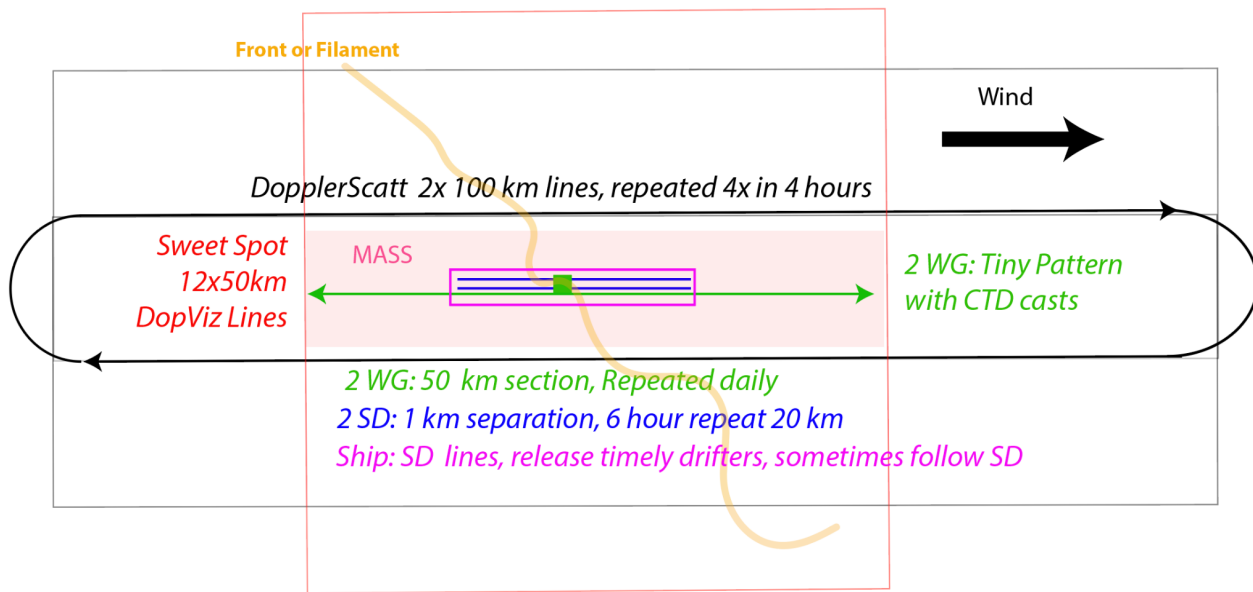 Front or Filament
Wind
DopplerScatt 2x 100 km lines, repeated 4x in 4 hours
Sweet Spot
12x50km
DopViz Lines
MASS
2 WG: Tiny Pattern
with CTD casts
2 WG: 50 km section, Repeated daily
2 SD: 1 km separation, 6 hour repeat 20 km
Ship: SD lines, release timely drifters, sometimes follow SD